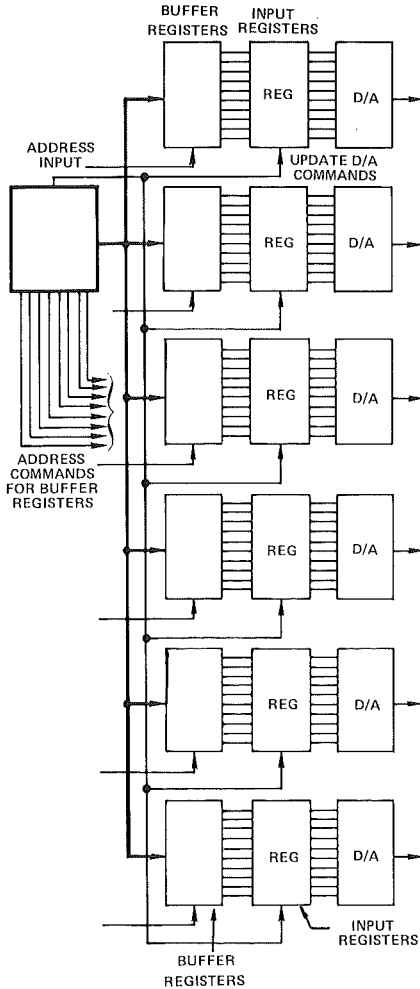 BUFFER
REGISTERS
INPUT
REGISTERS
REG
D/A
ADDRESS
INPUT
UPDATE D/A
COMMANDS
REG
D/A
REG
D/A
ADDRESS
COMMANDS
FOR BUFFER
REGISTERS
REG
D/A
REG
D/A
REG
D/A
BUFFER
REGISTERS
INPUT
REGISTERS